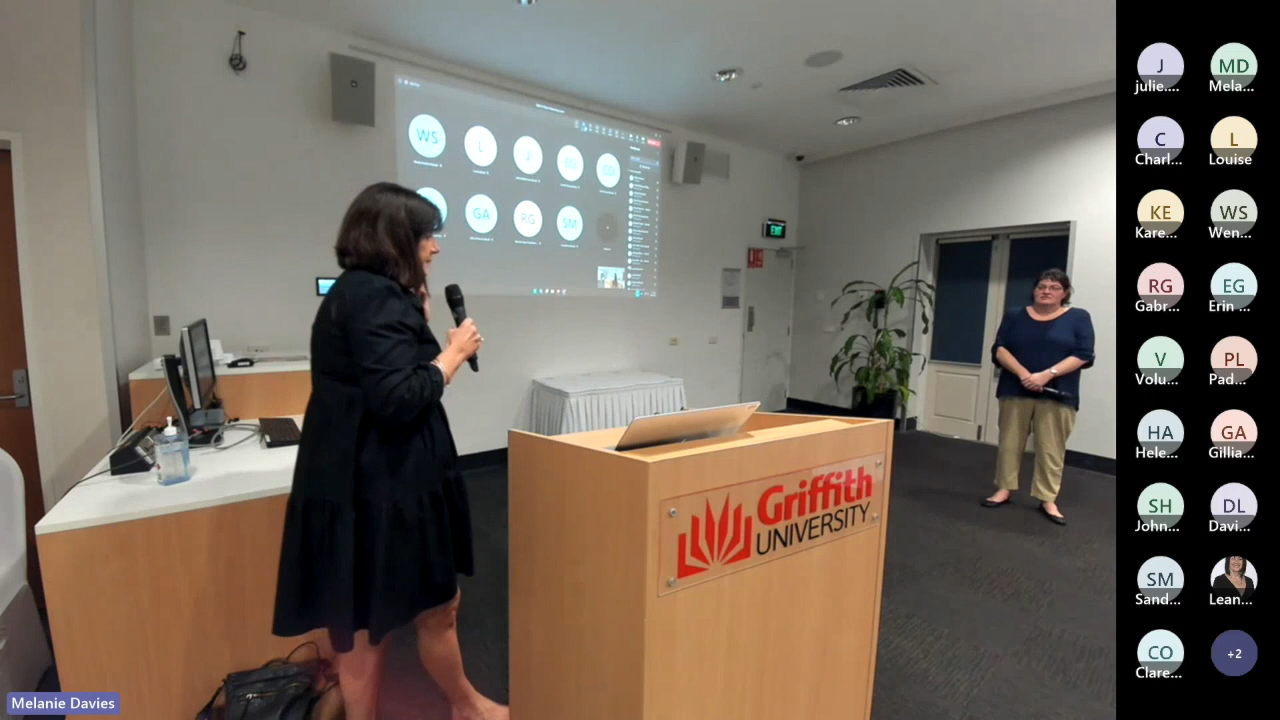 WS
L
J
GA
RG
SM
EXIT
Griffith
UNIVERSITY
Melanie Davies
J
julie....
MD
Mela...
C
Charl...
L
Louise
KE
Kare...
WS
Wen...
RG
Gabr...
EG
Erin ...
V
Volu...
PL
Pad...
HA
Hele...
GA
Gillia...
SH
John...
DL
Davi...
SM
Sand...
Lean...
CO
Clare...
+2